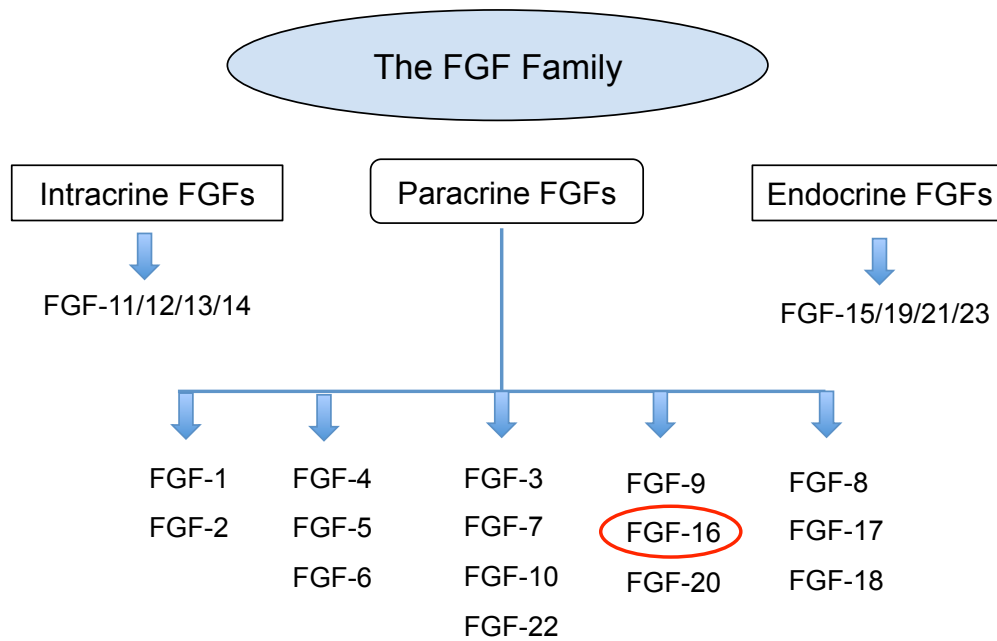 The FGF Family
Intracrine FGFs
Paracrine FGFs
Endocrine FGFs
FGF-11/12/13/14
FGF-15/19/21/23
FGF-1
FGF-2
FGF-4
FGF-5
FGF-6
FGF-3
FGF-7
FGF-10
FGF-22
FGF-9
FGF-16
FGF-20
FGF-8
FGF-17
FGF-18